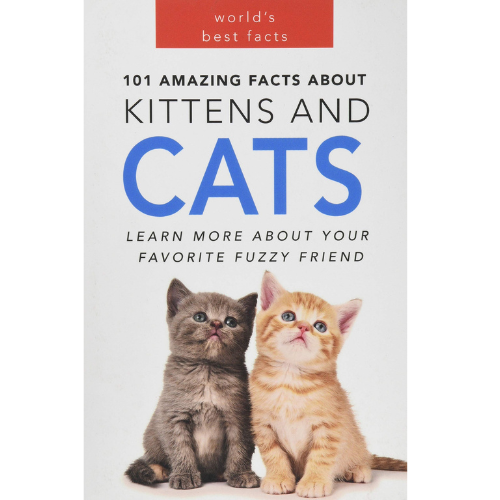 world's
best facts
101 AMAZING FACTS ABOUT
KITTENS AND
CATS
LEARN MORE ABOUT YOUR
FAVORITE FUZZY FRIEND